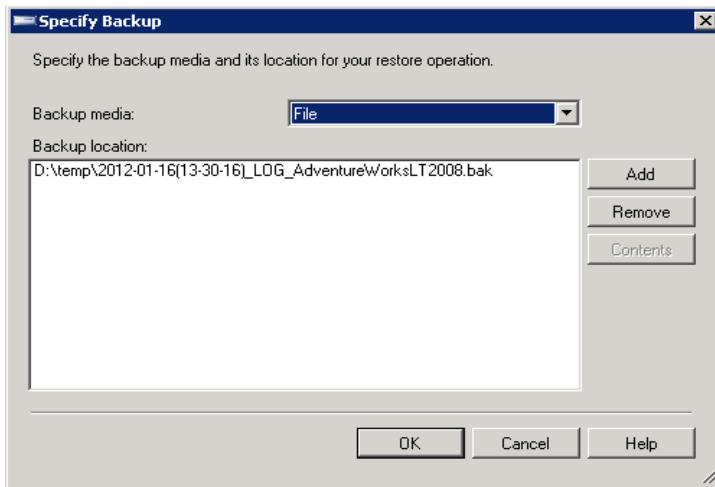 Specify Backup
Specify the backup media and its location for your restore operation.
Backup media:
File
Backup location:
D:\temp\2012-01-16(13-30-16)_LOG_AdventureWorksLT2008.bak
Add
Remove
Contents
OK
Cancel
Help